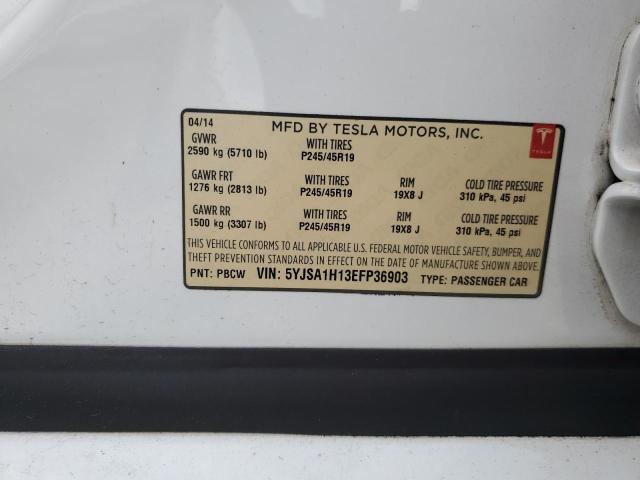 04/14 MFD BY TESLA MOTORS, INC.
TESLA
GVWR WITH TIRES
2590 kg (5710 lb) P245/45R19
GAWR FRT WITH TIRES RIM COLD TIRE PRESSURE
1276 kg (2813 lb) P245/45R19 19X8 J 310 kPa, 45 psi
GAWR RR WITH TIRES RIM COLD TIRE PRESSURE
1500 kg (3307 lb) P245/45R19 19X8 J 310 kPa, 45 psi
THIS VEHICLE CONFORMS TO ALL APPLICABLE U.S. FEDERAL MOTOR VEHICLE SAFETY, BUMPER, AND
THEFT PREVENTION STANDARDS IN EFFECT ON THE DATE OF MANUFACTURE SHOWN ABOVE.
PNT: PBCW VIN: 5YJSA1H13EFP36903 TYPE: PASSENGER CAR